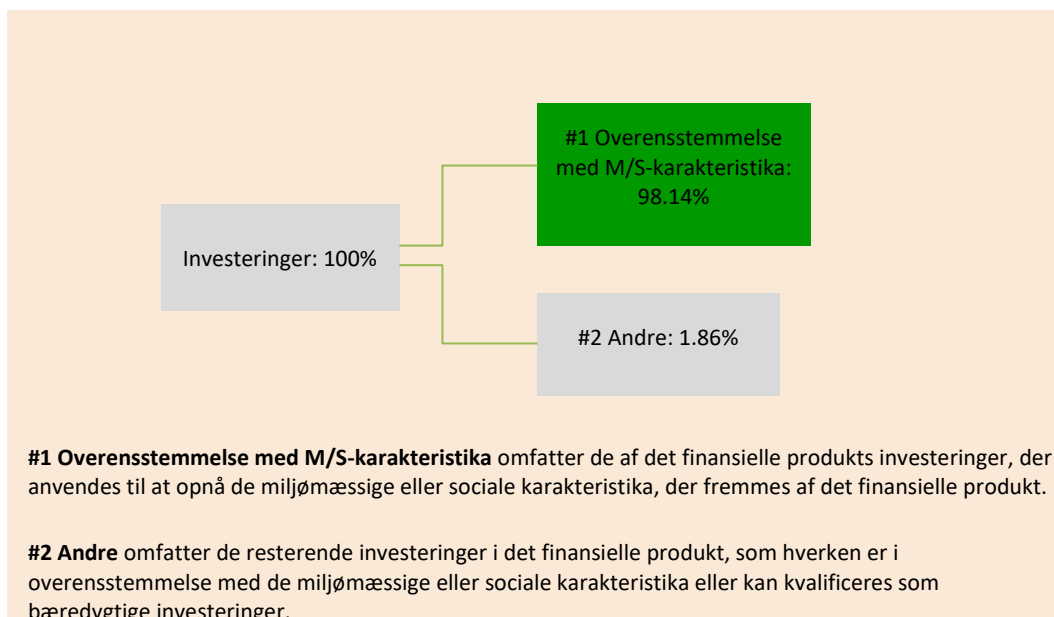 #1 Overensstemmelse
med M/S-karakteristika:
98.14%
Investeringer: 100%
#2 Andre: 1.86%
#1 Overensstemmelse med M/S-karakteristika omfatter de af det finansielle produkts investeringer, der
anvendes til at opnå de miljømæssige eller sociale karakteristika, der fremmes af det finansielle produkt.
#2 Andre omfatter de resterende investeringer i det finansielle produkt, som hverken er i
overensstemmelse med de miljømæssige eller sociale karakteristika eller kan kvalificeres som
bæredygtige investeringer.